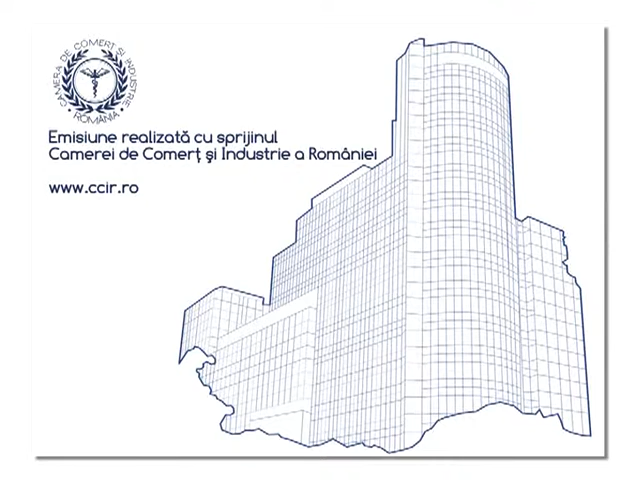 CAMERA DE COMERȚ ȘI INDUSTRIE
ROMÂNIA
Emisiune realizată cu sprijinul
Camerei de Comerţ şi Industrie a României
www.ccir.ro